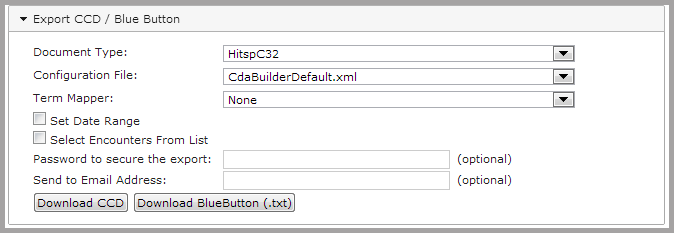 Export CCD / Blue Button
Document Type: HitspC32
Configuration File: CdaBuilderDefault.xml
Term Mapper: None
Set Date Range
Select Encounters From List
Password to secure the export: (optional)
Send to Email Address: (optional)
Download CCD Download BlueButton (.txt)